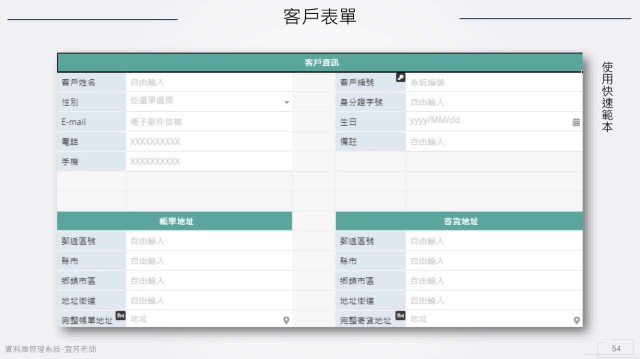 客戶表單
使用快速範本
客戶資訊
客戶姓名 自由輸入 客戶編號 系統編號
性別 從選單選擇 身分證字號 自由輸入
E-mail 電子郵件信箱 生日 yyyy/MM/dd
電話 XXXXXXXXXX 備註 自由輸入
手機 XXXXXXXXXX
帳單地址 寄貨地址
郵遞區號 自由輸入 郵遞區號 自由輸入
縣市 自由輸入 縣市 自由輸入
鄉鎮市區 自由輸入 鄉鎮市區 自由輸入
地址街道 自由輸入 地址街道 自由輸入
完整帳單地址 地址 完整寄貨地址 地址
資料庫管理系統-宜芳老師
54